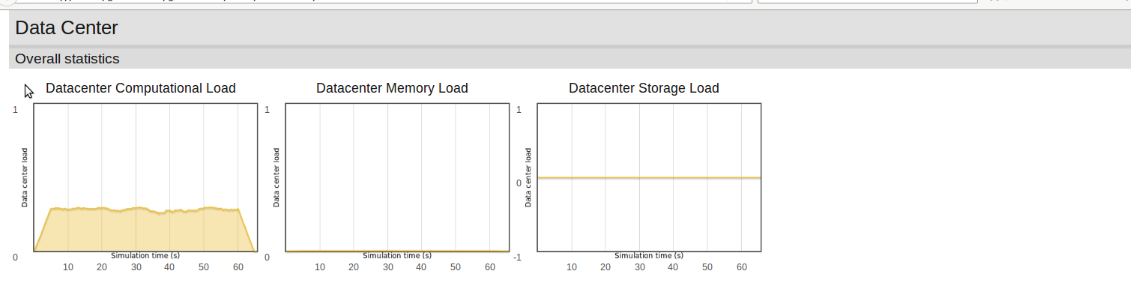 Data Center
Overall statistics
Datacenter Computational Load
1
Data center load
0
Simulation time (s)
10 20 30 40 50 60
Datacenter Memory Load
1
Data center load
0
Simulation time (s)
10 20 30 40 50 60
Datacenter Storage Load
1
0
Data center load
-1
Simulation time (s)
10 20 30 40 50 60